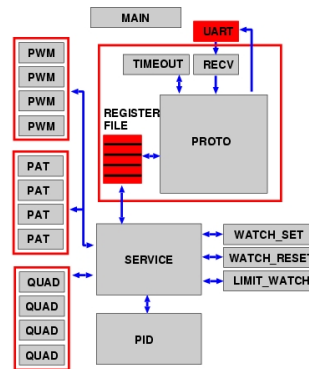 MAIN
UART
TIMEOUT
RECV
PWM
PWM
PWM
PWM
REGISTER
FILE
PROTO
PAT
PAT
PAT
PAT
SERVICE
WATCH_SET
WATCH_RESET
LIMIT_WATCH
QUAD
QUAD
QUAD
QUAD
PID